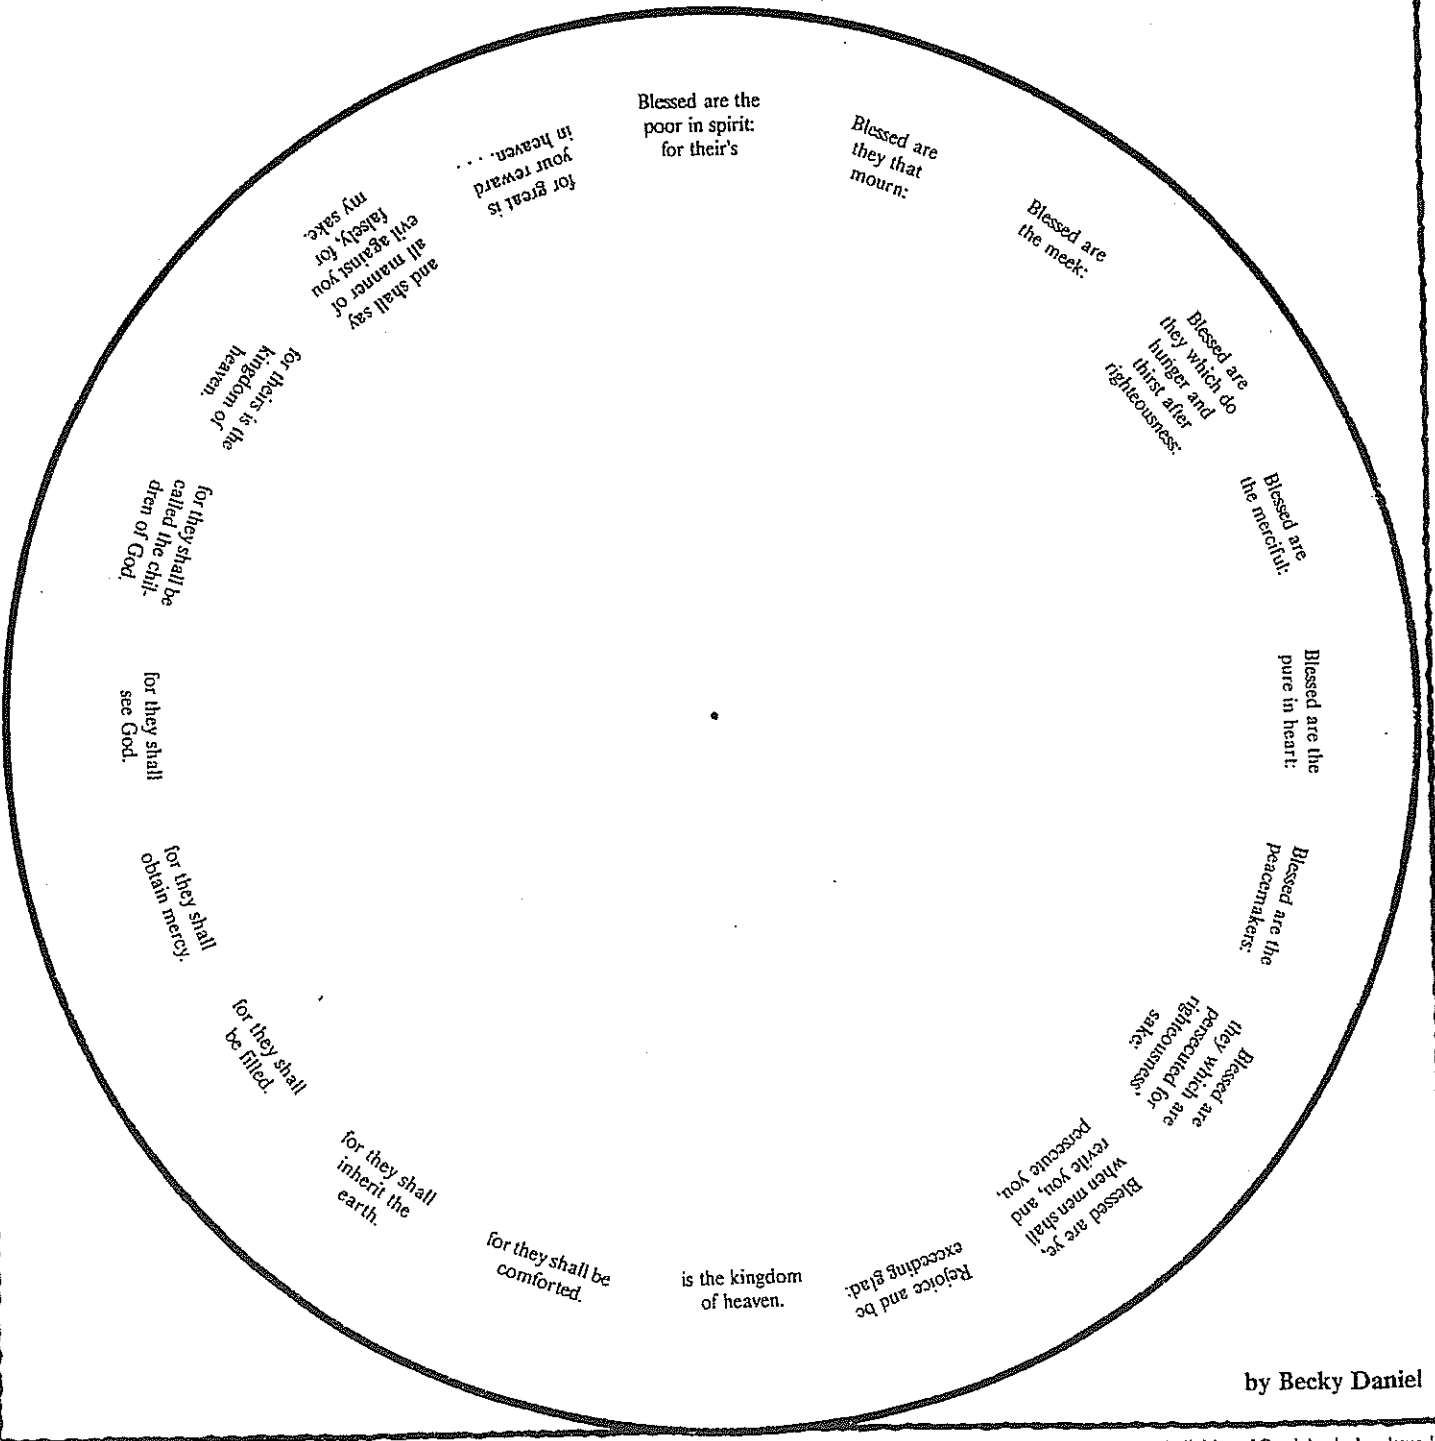 Blessed are the
poor in spirit:
for their's
Blessed are
they that
mourn:
Blessed are
the meek:
Blessed are
they which do
hunger and
thirst after
righteousness:
Blessed are
the merciful:
Blessed are the
pure in heart:
Blessed are the
peacemakers:
Blessed are
they which are
persecuted for
righteousness'
sake:
Blessed are ye,
when men shall
revile you, and
persecute you,
Rejoice and be
exceeding glad:
is the kingdom
of heaven.
for they shall be
comforted.
for they shall
inherit the
earth.
for they shall
be filled.
for they shall
obtain mercy.
for they shall
see God.
for they shall be
called the chil-
dren of God.
for theirs is the
kingdom of
heaven.
and shall say
all manner of
evil against you
falsely, for
my sake.
for great is
your reward
in heaven. . . .
by Becky Daniel